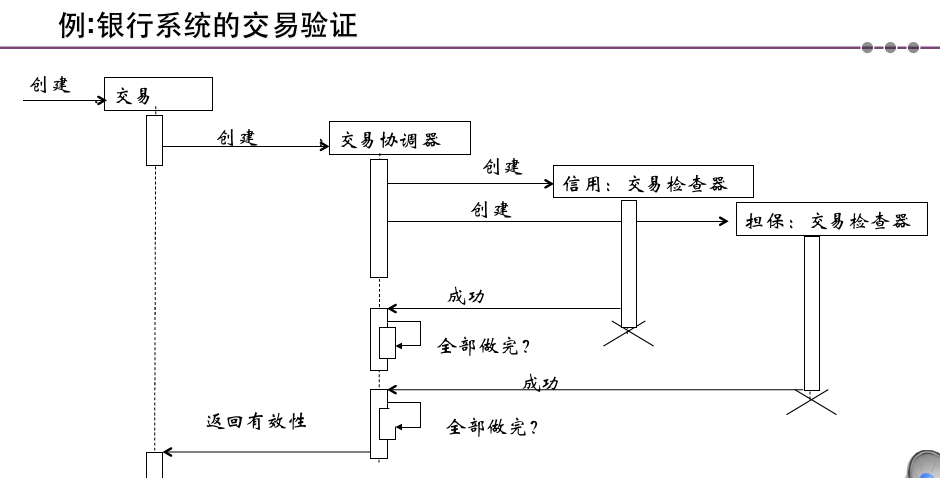 例:银行系统的交易验证
创建
交易
创建
交易协调器
创建
信用：交易检查器
创建
担保：交易检查器
成功
全部做完?
成功
返回有效性
全部做完?